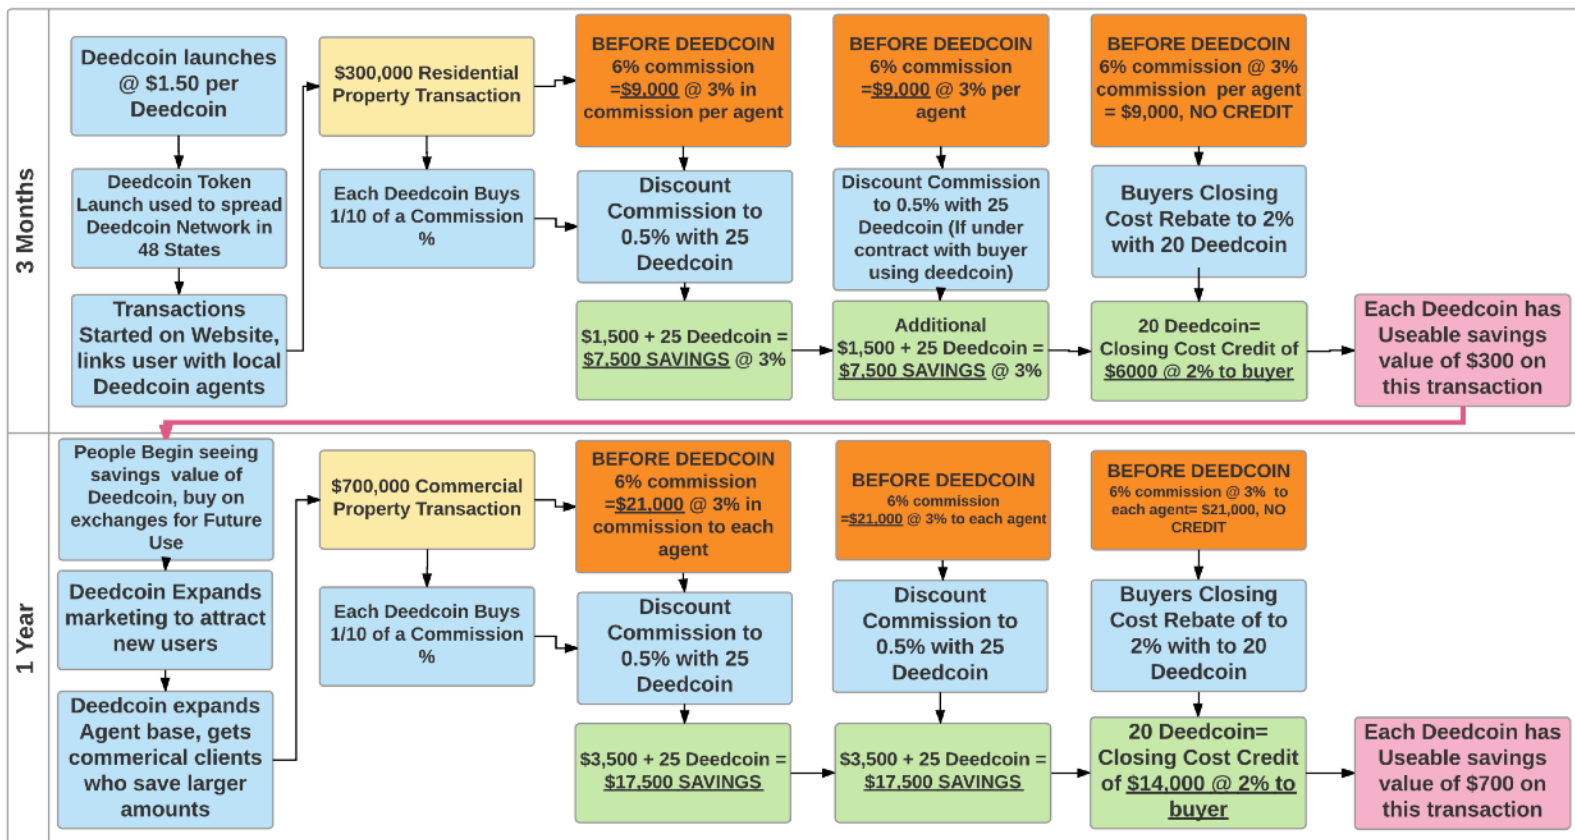 3 Months
Deedcoin launches
@ $1.50 per
Deedcoin
Deedcoin Token
Launch used to spread
Deedcoin Network in
48 States
Transactions
Started on Website,
links user with local
Deedcoin agents
$300,000 Residential
Property Transaction
Each Deedcoin Buys
1/10 of a Commission
%
BEFORE DEEDCOIN
6% commission
=$9,000 @ 3% in
commission per agent
Discount
Commission to
0.5% with 25
Deedcoin
$1,500 + 25 Deedcoin =
$7,500 SAVINGS @ 3%
BEFORE DEEDCOIN
6% commission
=$9,000 @ 3% per
agent
Discount Commission
to 0.5% with 25
Deedcoin (If under
contract with buyer
using deedcoin)
Additional
$1,500 + 25 Deedcoin =
$7,500 SAVINGS @ 3%
BEFORE DEEDCOIN
6% commission @ 3%
commission per agent
= $9,000, NO CREDIT
Buyers Closing
Cost Rebate to 2%
with 20 Deedcoin
20 Deedcoin=
Closing Cost Credit of
$6000 @ 2% to buyer
Each Deedcoin has
Useable savings
value of $300 on
this transaction
1 Year
People Begin seeing
savings value of
Deedcoin, buy on
exchanges for Future
Use
Deedcoin Expands
marketing to attract
new users
Deedcoin expands
Agent base, gets
commerical clients
who save larger
amounts
$700,000 Commercial
Property Transaction
Each Deedcoin Buys
1/10 of a Commission
%
BEFORE DEEDCOIN
6% commission
=$21,000 @ 3% in
commission to each
agent
Discount
Commission to
0.5% with 25
Deedcoin
$3,500 + 25 Deedcoin =
$17,500 SAVINGS
BEFORE DEEDCOIN
6% commission
=$21,000 @ 3% to each agent
Discount
Commission to
0.5% with 25
Deedcoin
$3,500 + 25 Deedcoin =
$17,500 SAVINGS
BEFORE DEEDCOIN
6% commission @ 3% to
each agent= $21,000, NO
CREDIT
Buyers Closing
Cost Rebate of to
2% with to 20
Deedcoin
20 Deedcoin=
Closing Cost Credit
of $14,000 @ 2% to
buyer
Each Deedcoin has
Useable savings
value of $700 on
this transaction